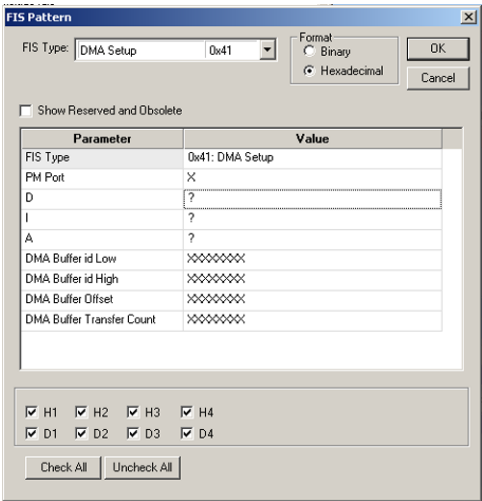 FIS Pattern
FIS Type: DMA Setup 0x41
Format
Binary
Hexadecimal
OK
Cancel
Show Reserved and Obsolete
Parameter Value
FIS Type 0x41: DMA Setup
PM Port X
D ?
I ?
A ?
DMA Buffer id Low XXXXXXXX
DMA Buffer id High XXXXXXXX
DMA Buffer Offset XXXXXXXX
DMA Buffer Transfer Count XXXXXXXX
H1 H2 H3 H4
D1 D2 D3 D4
Check All Uncheck All